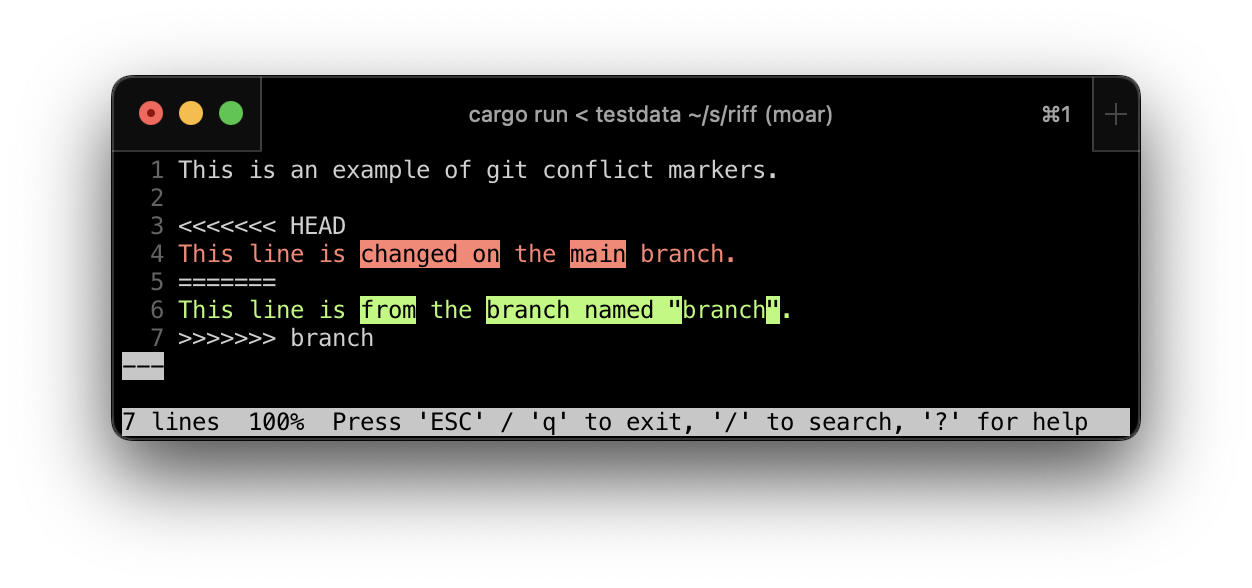 cargo run < testdata ~/s/riff (moar) ⌘1 +
1 This is an example of git conflict markers.
2
3 <<<<<<< HEAD
4 This line is changed on the main branch.
5 =======
6 This line is from the branch named "branch".
7 >>>>>>> branch
---
7 lines  100%  Press 'ESC' / 'q' to exit, '/' to search, '?' for help